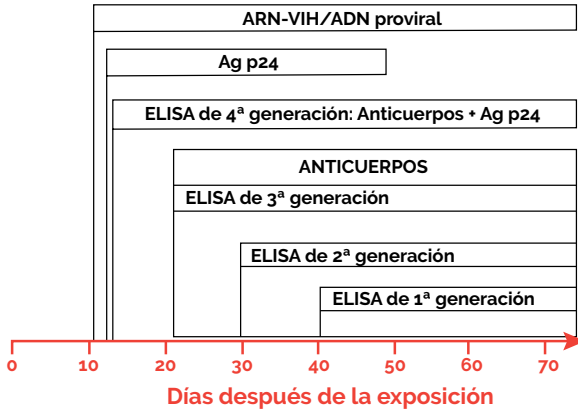 ARN-VIH/ADN proviral
Ag p24
ELISA de 4ª generación: Anticuerpos + Ag p24
ANTICUERPOS
ELISA de 3ª generación
ELISA de 2ª generación
ELISA de 1ª generación
0 10 20 30 40 50 60 70
Días después de la exposición